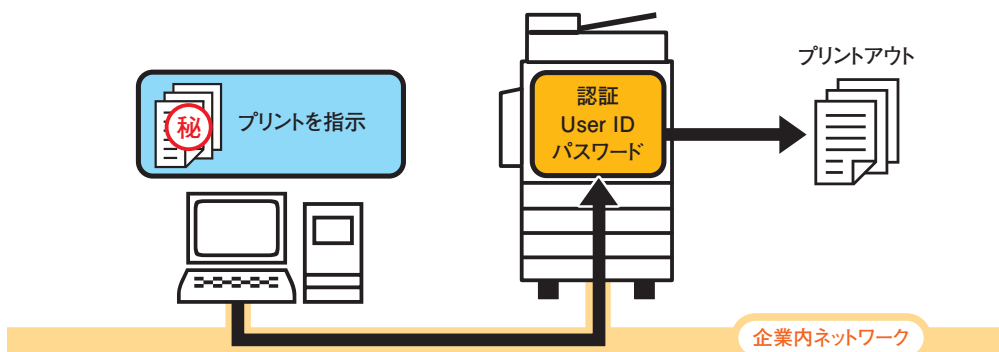 プリントアウト
秘
プリントを指示
認証
User ID
パスワード
企業内ネットワーク